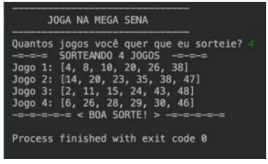 ------------------------------
JOGA NA MEGA SENA
------------------------------
Quantos jogos você quer que eu sorteie? 4
-=-=-= SORTEANDO 4 JOGOS -=-=-=
Jogo 1: [4, 8, 10, 20, 26, 38]
Jogo 2: [14, 20, 23, 35, 38, 47]
Jogo 3: [2, 11, 15, 24, 43, 48]
Jogo 4: [6, 26, 28, 29, 30, 46]
-=-=-=-=-= < BOA SORTE! > -=-=-=-=-=

Process finished with exit code 0